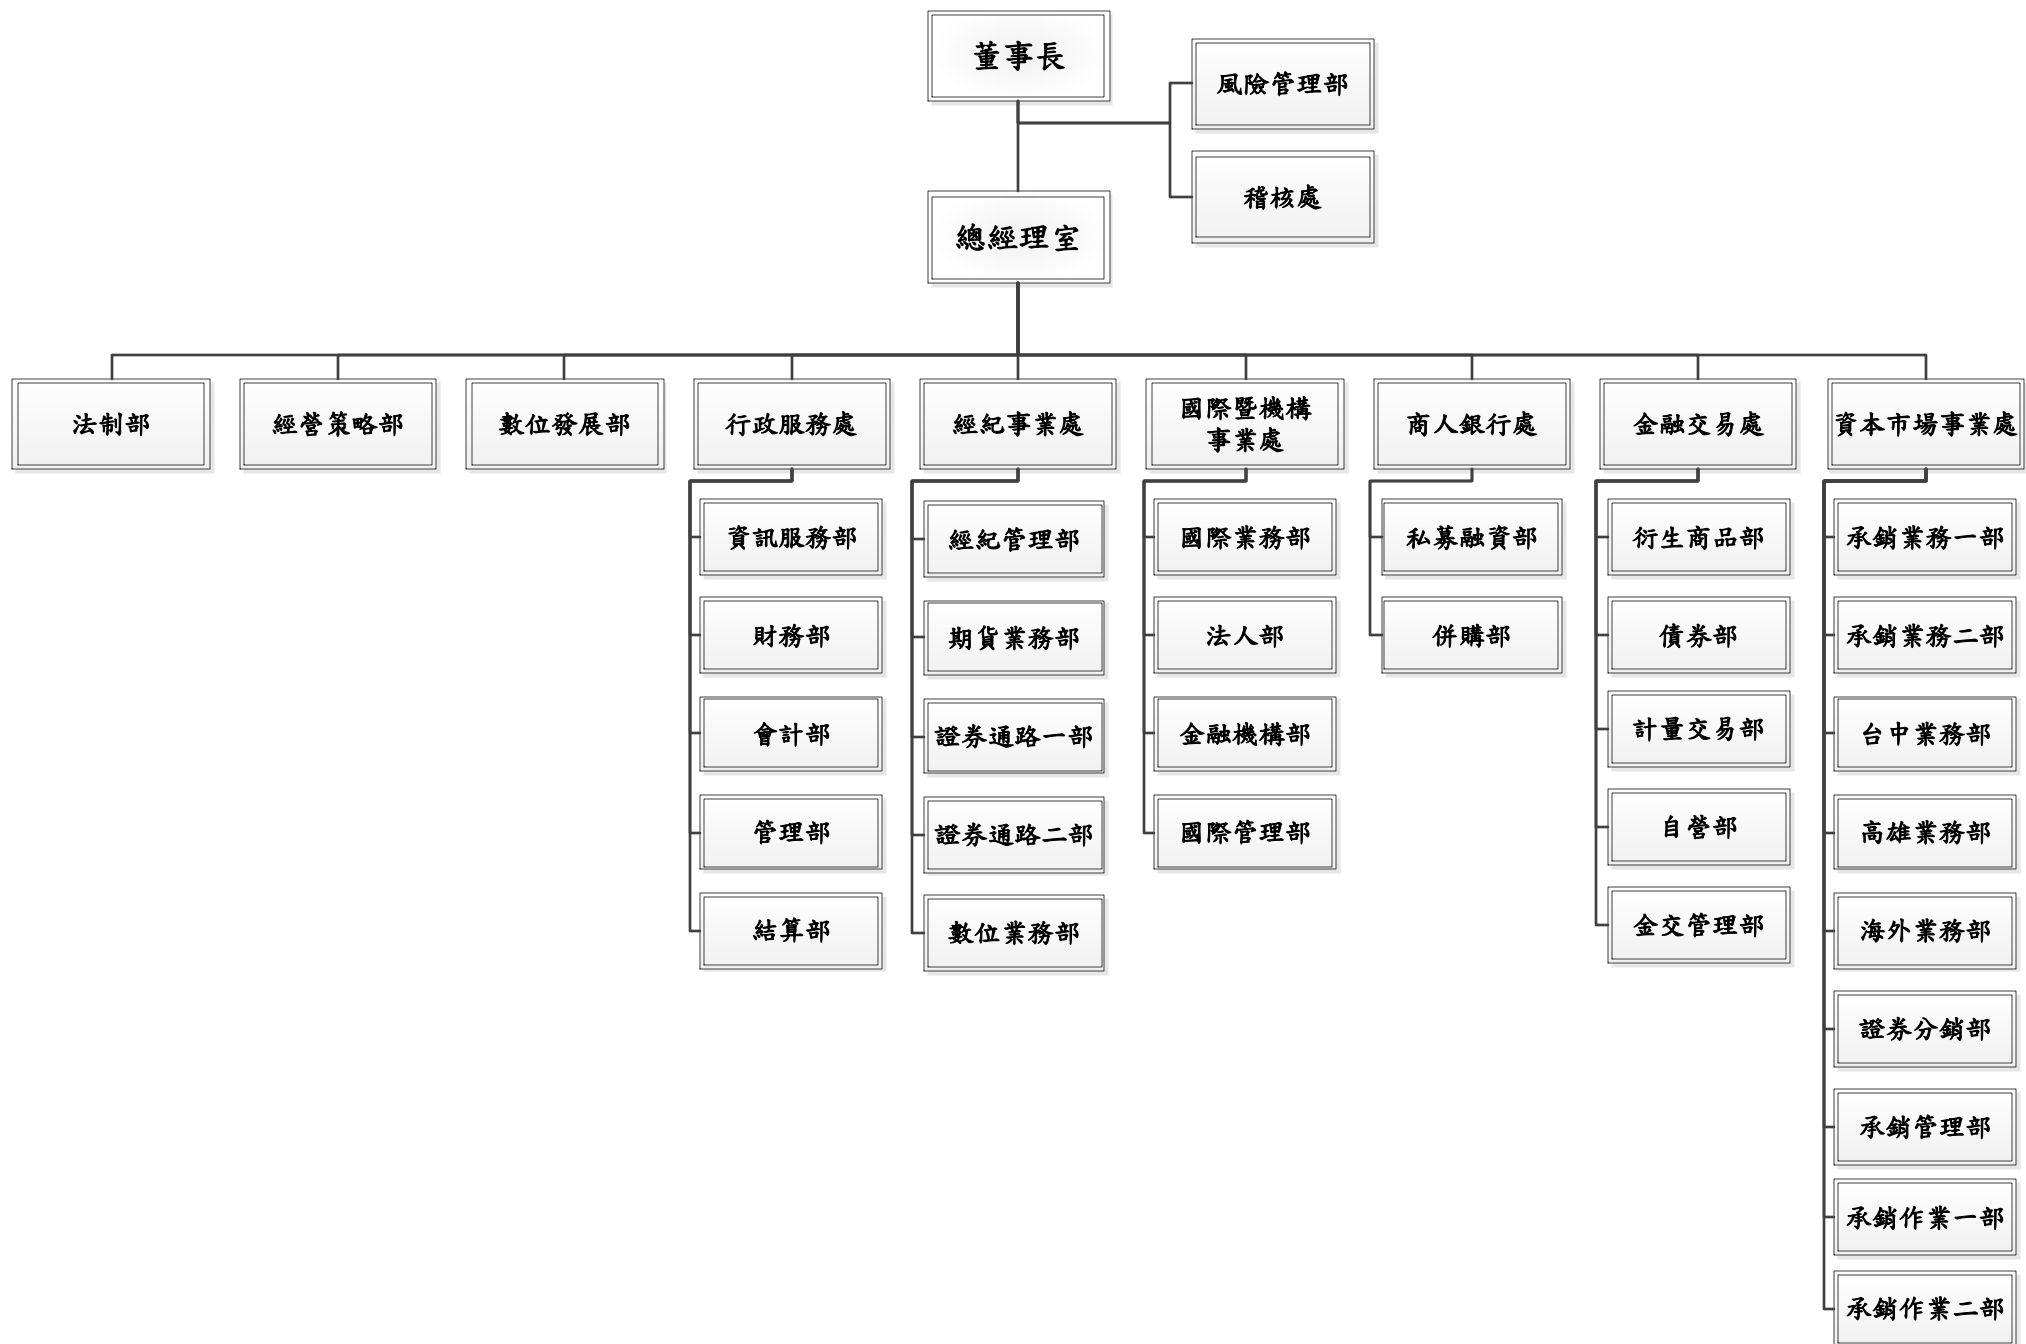 董事長
風險管理部
稽核處
總經理室
法制部
經營策略部
數位發展部
行政服務處
經紀事業處
國際暨機構
事業處
商人銀行處
金融交易處
資本市場事業處
資訊服務部
財務部
會計部
管理部
結算部
經紀管理部
期貨業務部
證券通路一部
證券通路二部
數位業務部
國際業務部
法人部
金融機構部
國際管理部
私募融資部
併購部
衍生商品部
債券部
計量交易部
自營部
金交管理部
承銷業務一部
承銷業務二部
台中業務部
高雄業務部
海外業務部
證券分銷部
承銷管理部
承銷作業一部
承銷作業二部